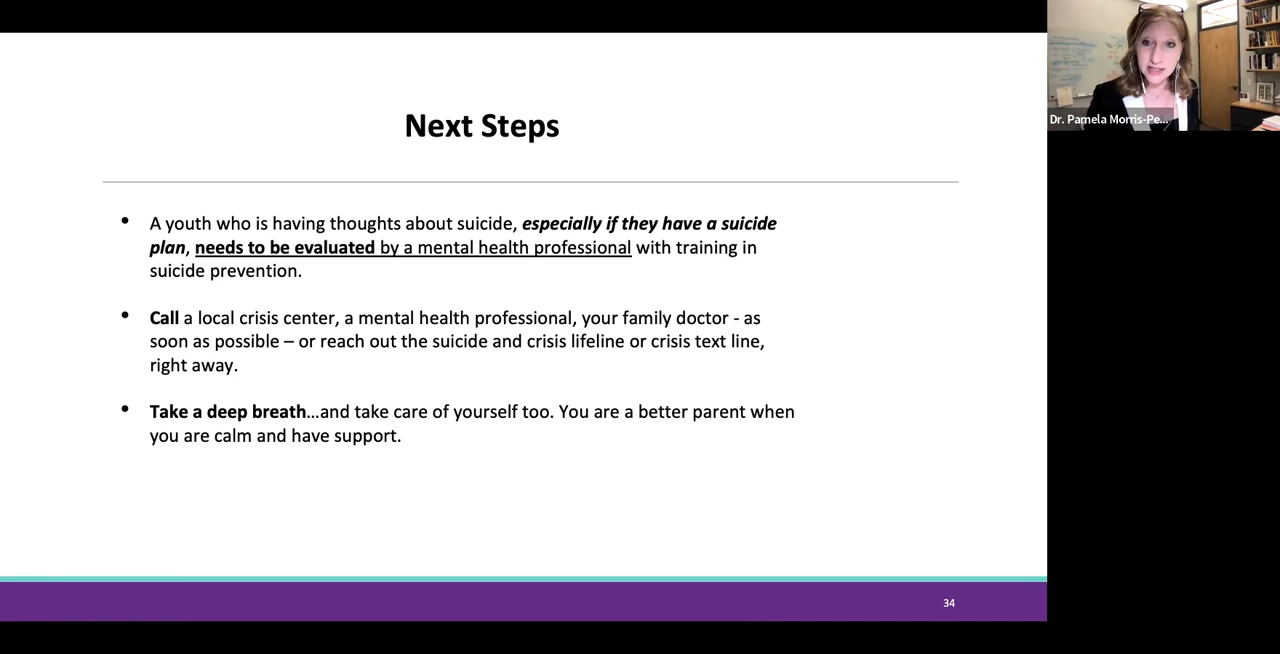 Next Steps
• A youth who is having thoughts about suicide, especially if they have a suicide
plan, needs to be evaluated by a mental health professional with training in
suicide prevention.
• Call a local crisis center, a mental health professional, your family doctor - as
soon as possible – or reach out the suicide and crisis lifeline or crisis text line,
right away.
• Take a deep breath…and take care of yourself too. You are a better parent when
you are calm and have support.
34
Dr. Pamela Morris-Pe...